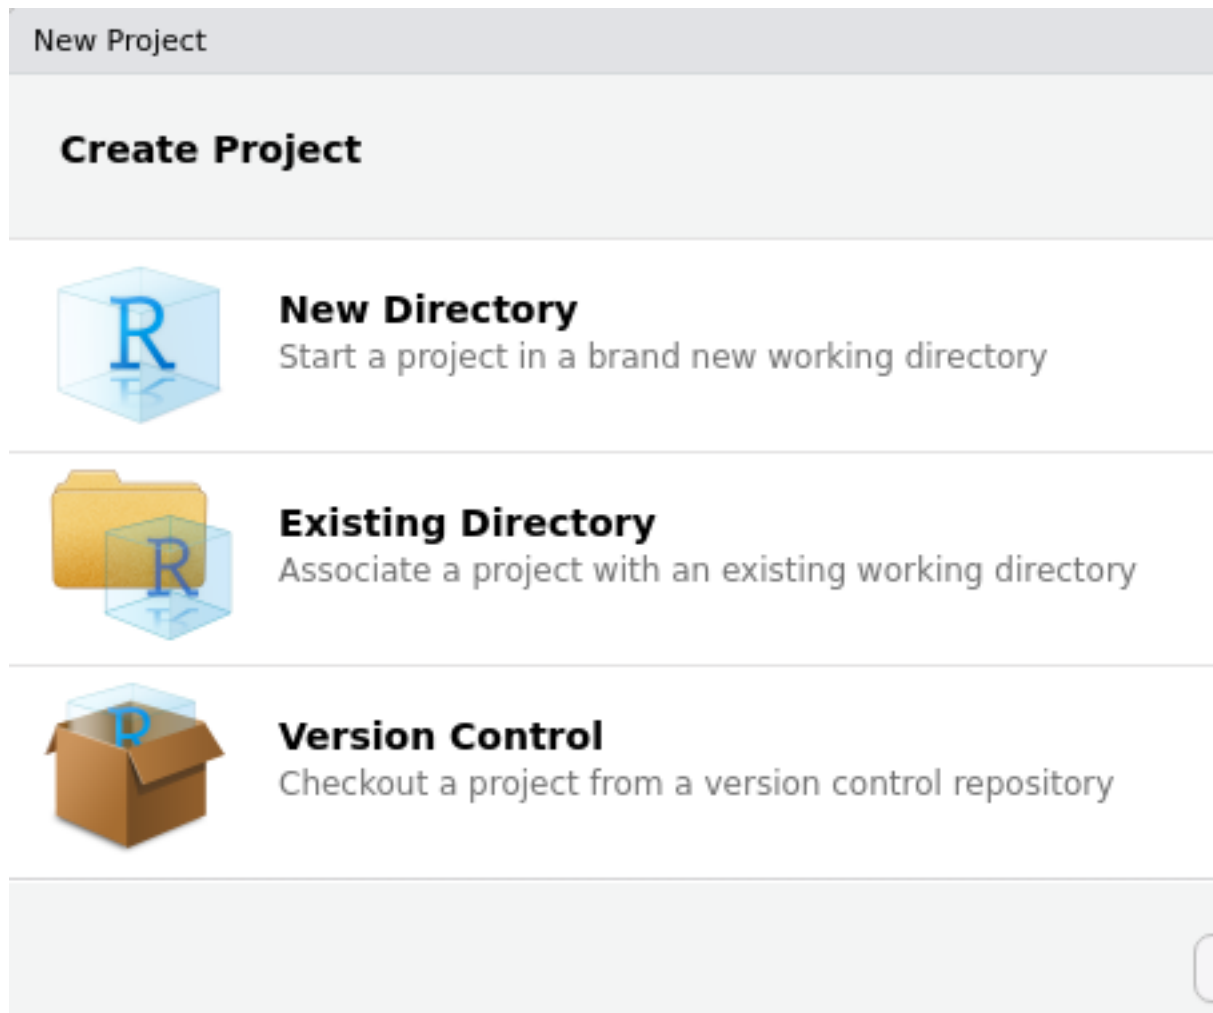 New Project
Create Project
R
New Directory
Start a project in a brand new working directory
R
Existing Directory
Associate a project with an existing working directory
R
Version Control
Checkout a project from a version control repository